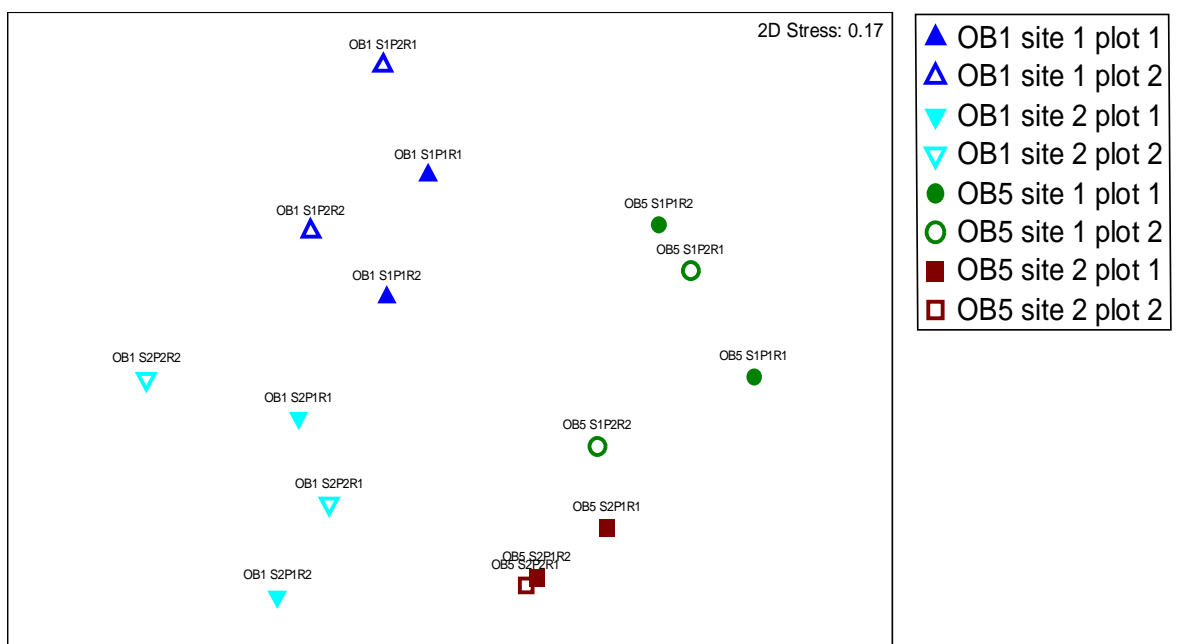 2D Stress: 0.17
OB1 S1P2R1
OB1 S1P1R1
OB1 S1P2R2
OB5 S1P1R2
OB5 S1P2R1
OB1 S1P1R2
OB1 S2P2R2
OB5 S1P1R1
OB1 S2P1R1
OB5 S1P2R2
OB1 S2P2R1
OB5 S2P1R1
OB5 S2P1R2
OB5 S2P2R1
OB1 S2P1R2
OB1 site 1 plot 1
OB1 site 1 plot 2
OB1 site 2 plot 1
OB1 site 2 plot 2
OB5 site 1 plot 1
OB5 site 1 plot 2
OB5 site 2 plot 1
OB5 site 2 plot 2